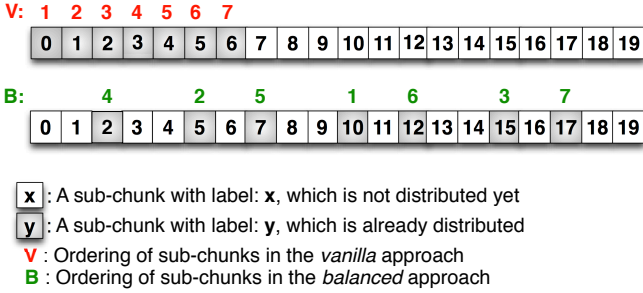 V: 1 2 3 4 5 6 7
0 1 2 3 4 5 6 7 8 9 10 11 12 13 14 15 16 17 18 19
B: 4 2 5 1 6 3 7
0 1 2 3 4 5 6 7 8 9 10 11 12 13 14 15 16 17 18 19
x : A sub-chunk with label: x, which is not distributed yet
y : A sub-chunk with label: y, which is already distributed
V : Ordering of sub-chunks in the vanilla approach
B : Ordering of sub-chunks in the balanced approach